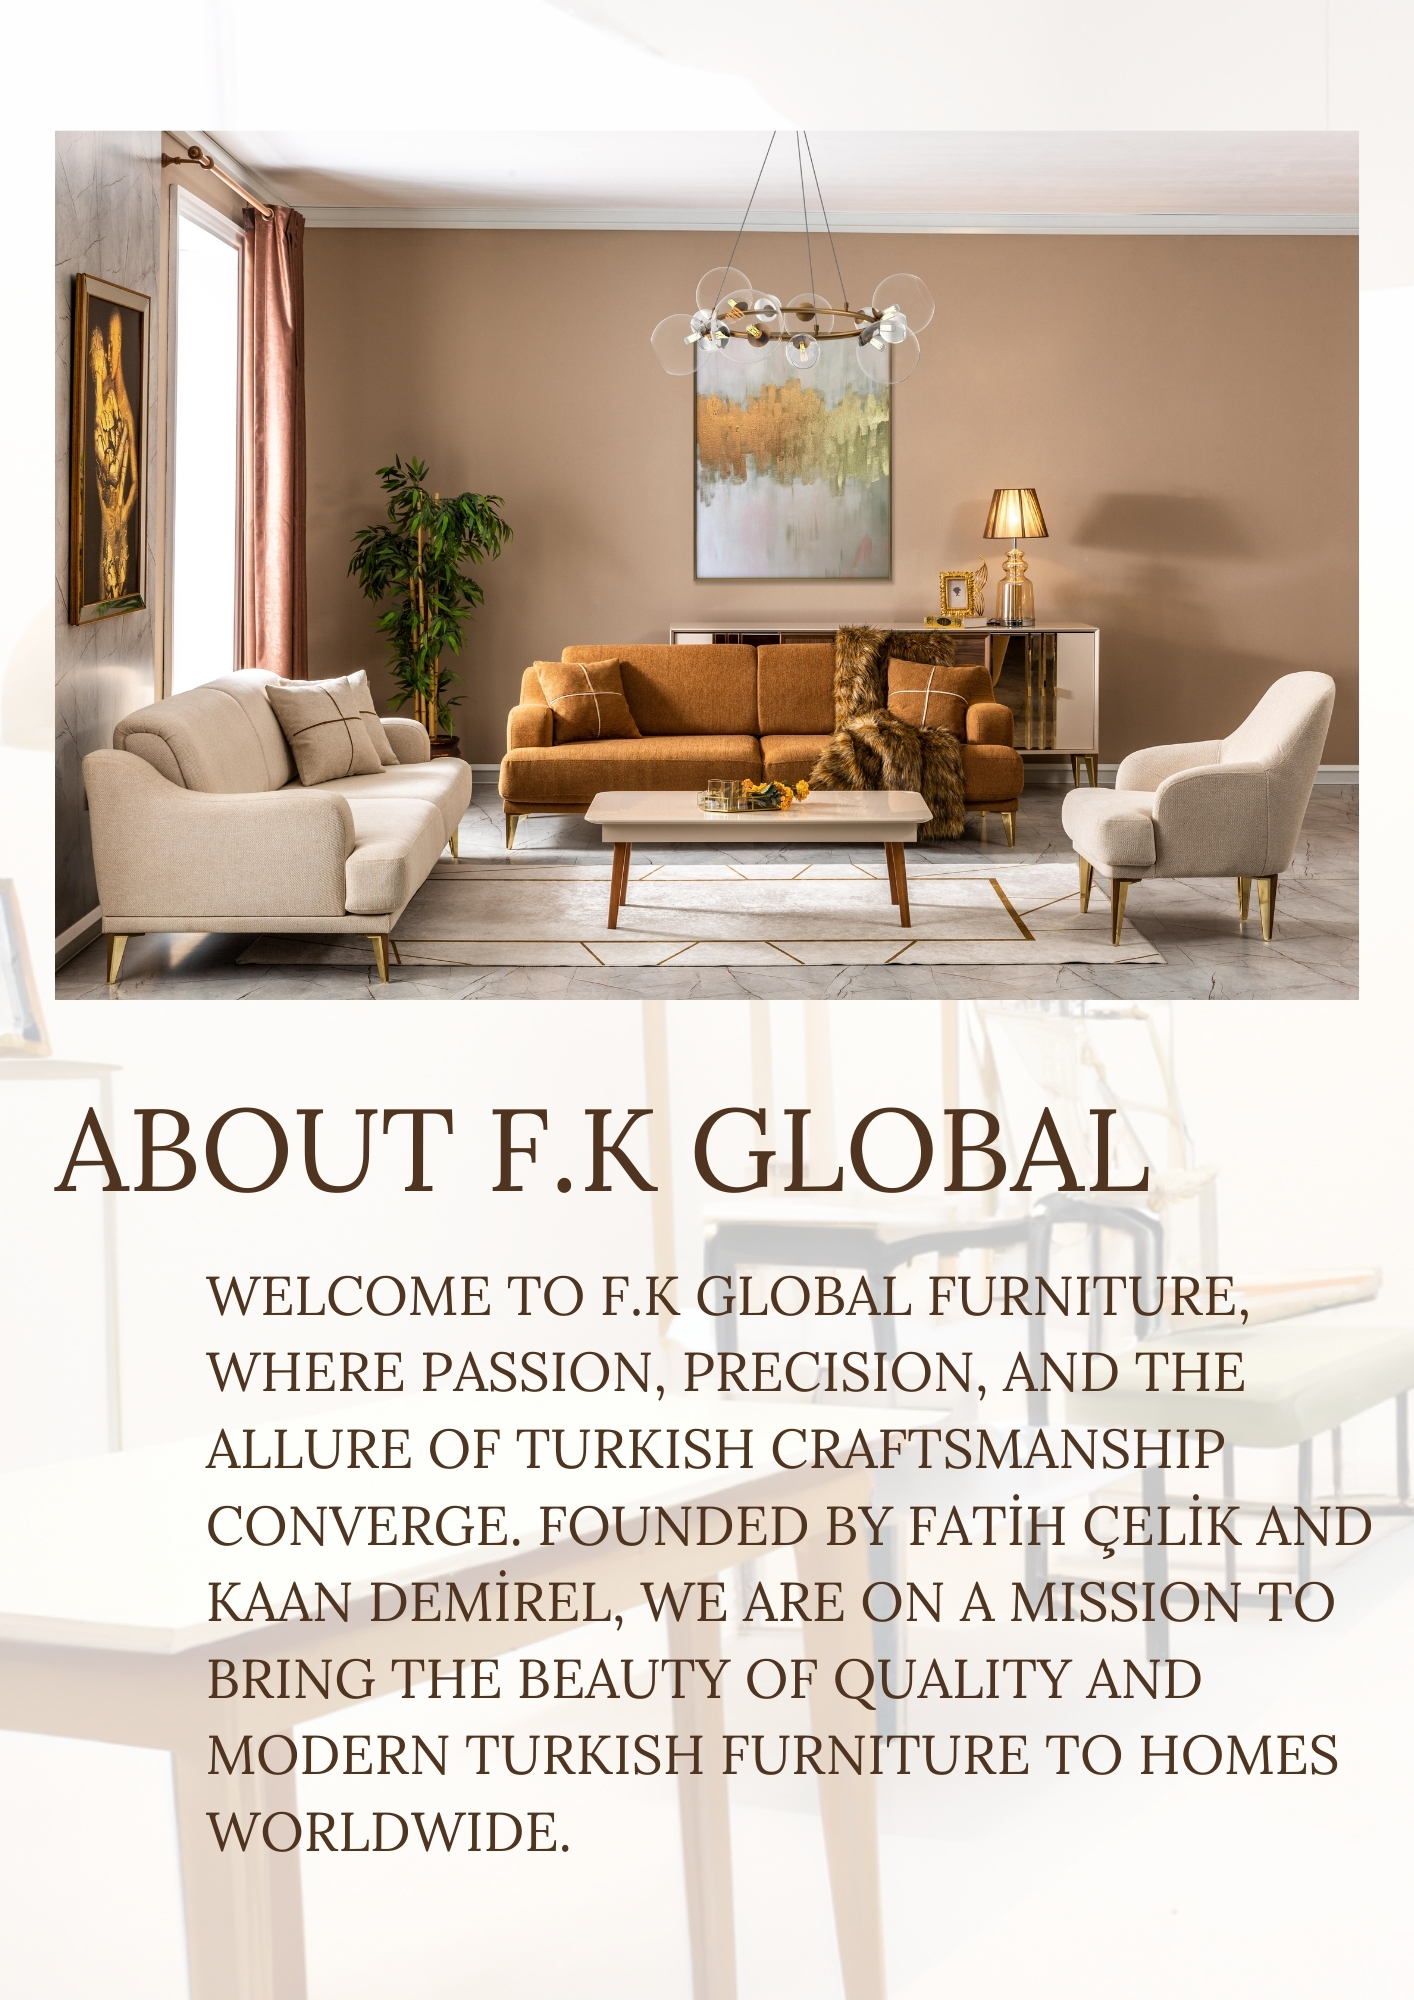 ABOUT F.K GLOBAL
WELCOME TO F.K GLOBAL FURNITURE,
WHERE PASSION, PRECISION, AND THE
ALLURE OF TURKISH CRAFTSMANSHIP
CONVERGE. FOUNDED BY FATİH ÇELİK AND
KAAN DEMİREL, WE ARE ON A MISSION TO
BRING THE BEAUTY OF QUALITY AND
MODERN TURKISH FURNITURE TO HOMES
WORLDWIDE.